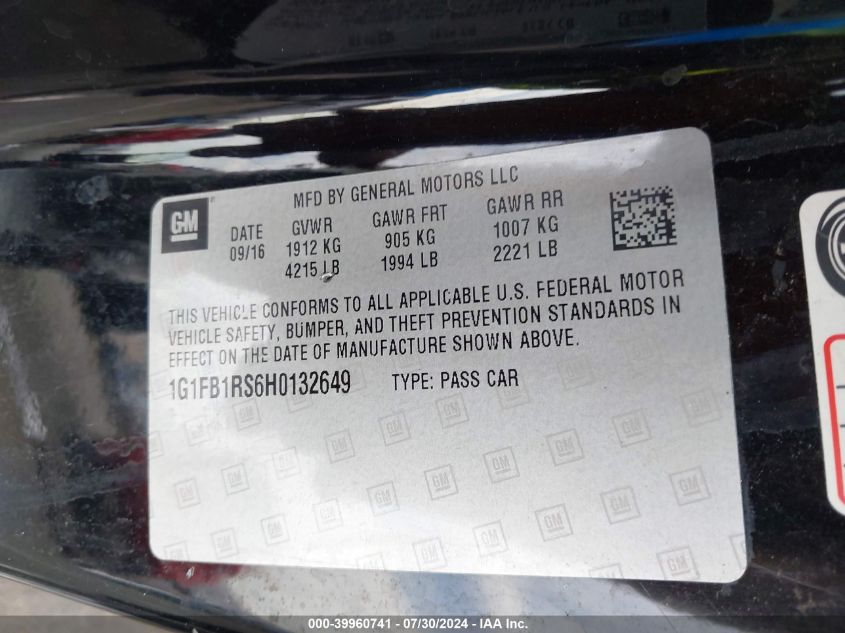 MFD BY GENERAL MOTORS LLC
GM
DATE GVWR GAWR FRT GAWR RR
09/16 1912 KG 905 KG 1007 KG
4215 LB 1994 LB 2221 LB
THIS VEHICLE CONFORMS TO ALL APPLICABLE U.S. FEDERAL MOTOR
VEHICLE SAFETY, BUMPER, AND THEFT PREVENTION STANDARDS IN
EFFECT ON THE DATE OF MANUFACTURE SHOWN ABOVE.
1G1FB1RS6H0132649 TYPE: PASS CAR
000-39960741 - 07/30/2024 - IAA Inc.